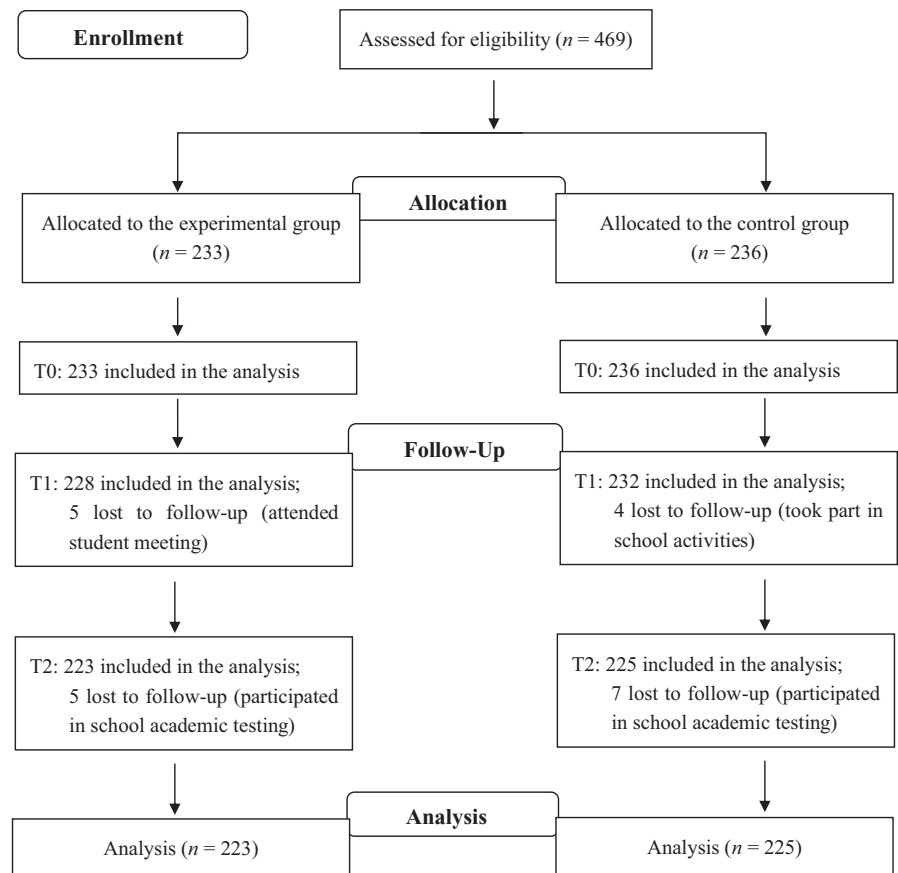 Enrollment
Assessed for eligibility (n = 469)
Allocation
Allocated to the experimental group
(n = 233)
Allocated to the control group
(n = 236)
T0: 233 included in the analysis
T0: 236 included in the analysis
Follow-Up
T1: 228 included in the analysis;
5 lost to follow-up (attended
student meeting)
T1: 232 included in the analysis;
4 lost to follow-up (took part in
school activities)
T2: 223 included in the analysis;
5 lost to follow-up (participated
in school academic testing)
T2: 225 included in the analysis;
7 lost to follow-up (participated
in school academic testing)
Analysis
Analysis (n = 223)
Analysis (n = 225)